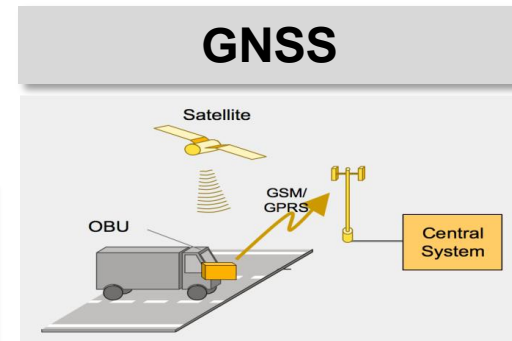 GNSS
Satellite
GSM/
GPRS
OBU
Central
System